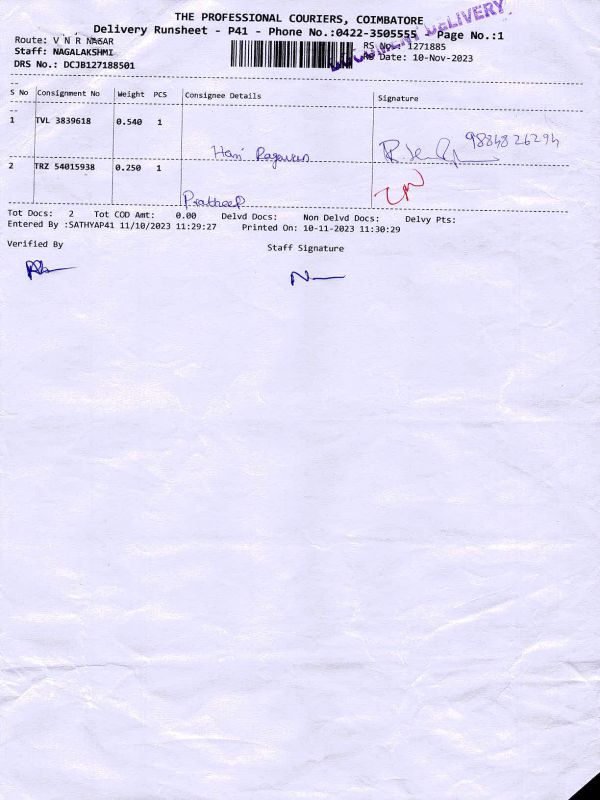 THE PROFESSIONAL COURIERS, COIMBATORE
Delivery Runsheet - P41 - Phone No.:0422-3505555 Page No.:1
DELIVERY.
Route: V N R NAGAR
RS No.: 1271885
Staff: NAGALAKSHMI
RS Date: 10-Nov-2023
DRS No.: DCJB127188501
S No Consignment No Weight PCS Consignee Details Signature
1 TVL 3839618 0.540 1
Hari Ragavan
9884826294
2 TRZ 54015938 0.250 1
Pratheep
Tot Docs: 2 Tot COD Amt: 0.00 Delvd Docs: Non Delvd Docs: Delvy Pts:
Entered By :SATHYAP41 11/10/2023 11:29:27 Printed On: 10-11-2023 11:30:29
Verified By Staff Signature